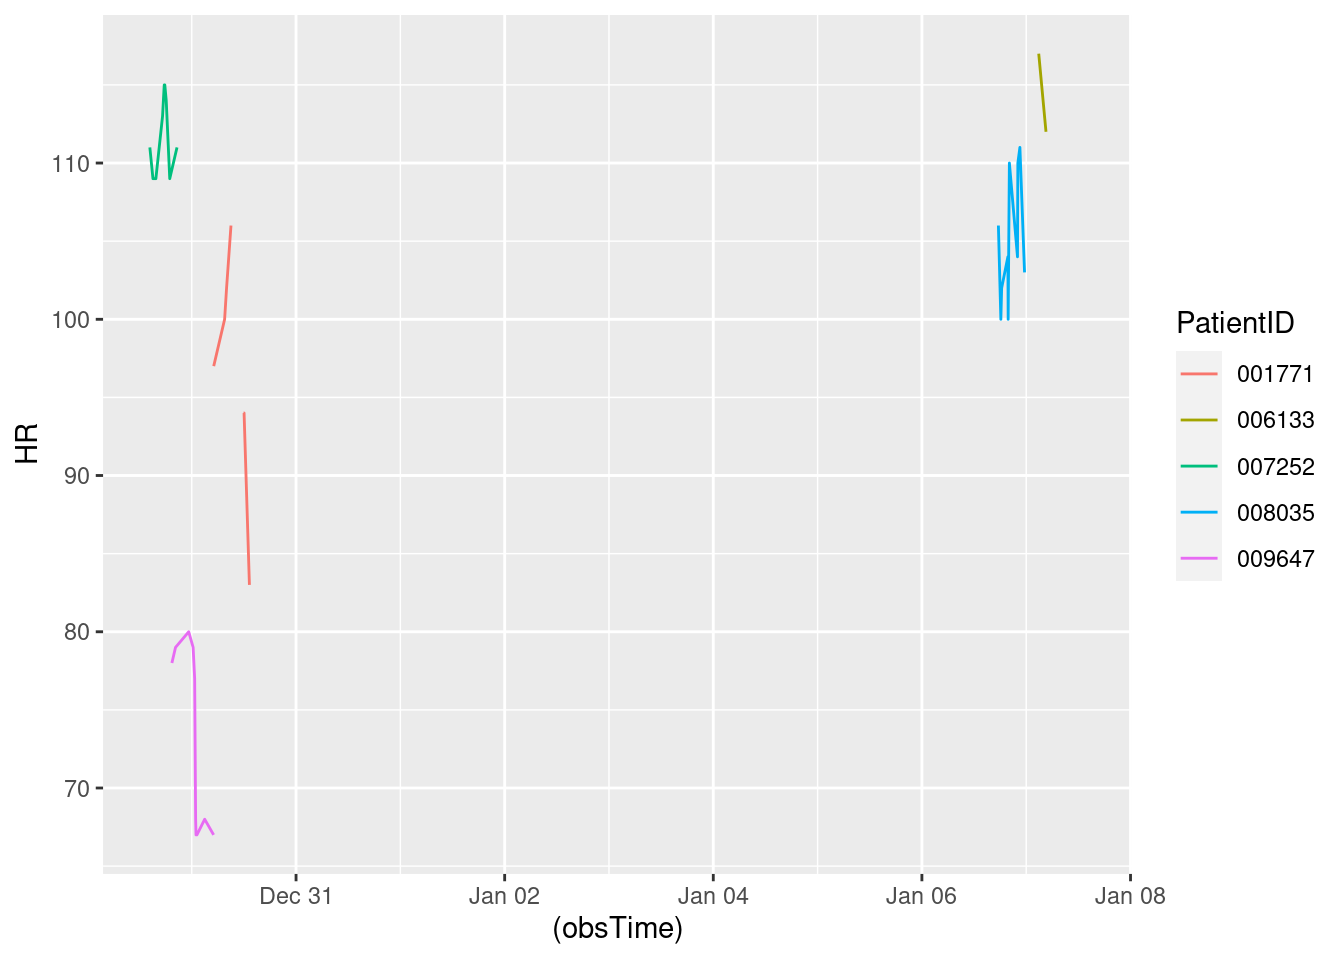 HR
110
100
90
80
70
Dec 31
Jan 02
Jan 04
Jan 06
Jan 08
(obsTime)
PatientID
001771
006133
007252
008035
009647